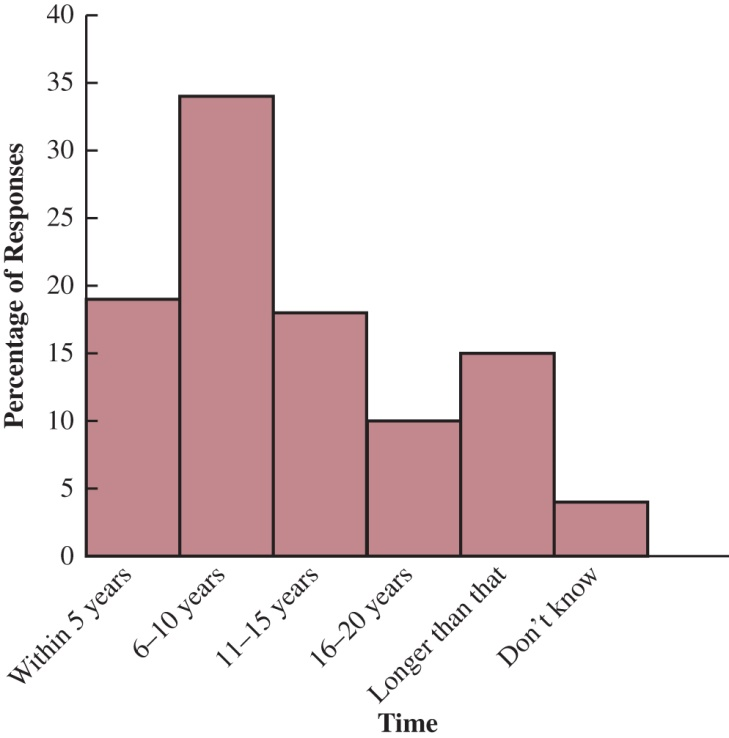 40
35
30
25
20
15
10
5
0
Percentage of Responses
Within 5 years
6–10 years
11–15 years
16–20 years
Longer than that
Don't know
Time